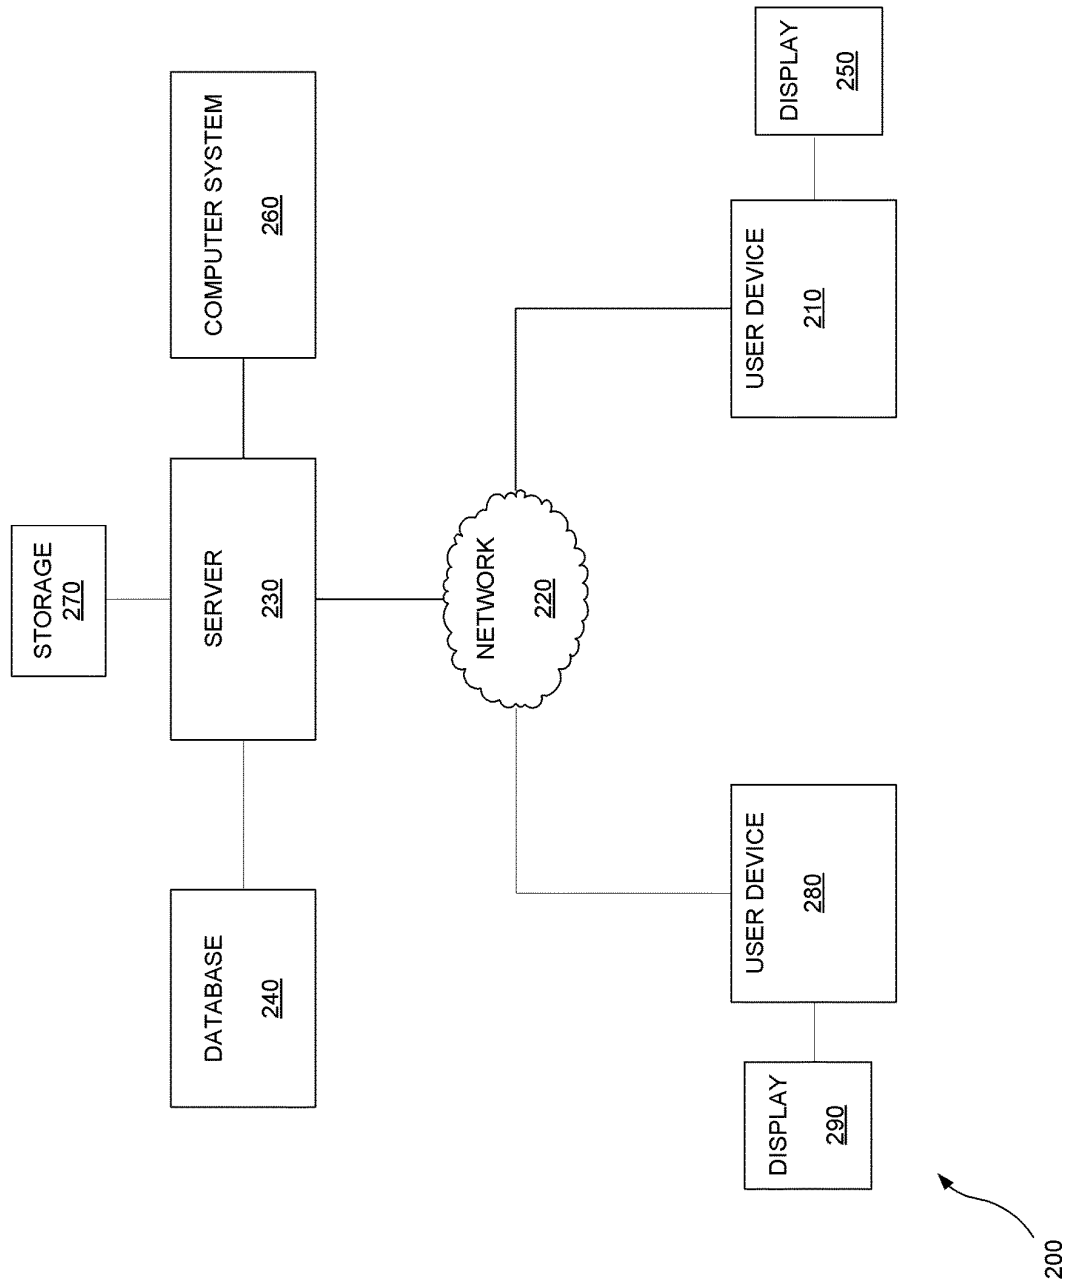 STORAGE
270
DATABASE
240
SERVER
230
COMPUTER SYSTEM
260
NETWORK
220
DISPLAY
290
USER DEVICE
280
USER DEVICE
210
DISPLAY
250
200